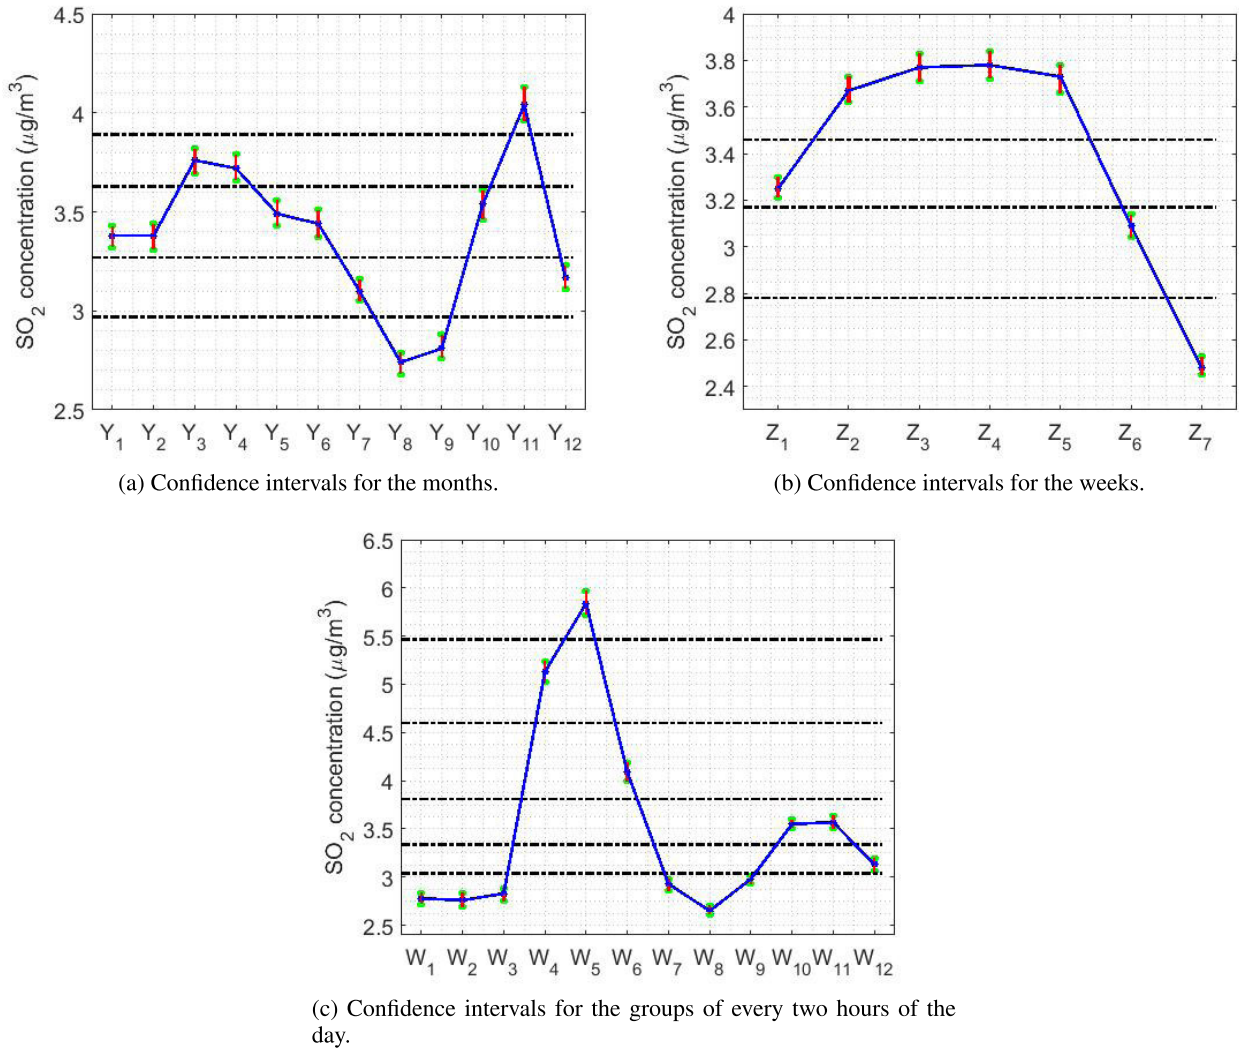 4.5
4
3.5
3
2.5
SO2 concentration (μg/m3)
Y1 Y2 Y3 Y4 Y5 Y6 Y7 Y8 Y9 Y10 Y11 Y12
(a) Confidence intervals for the months.
4
3.8
3.6
3.4
3.2
3
2.8
2.6
2.4
SO2 concentration (μg/m3)
Z1 Z2 Z3 Z4 Z5 Z6 Z7
(b) Confidence intervals for the weeks.
6.5
6
5.5
5
4.5
4
3.5
3
2.5
SO2 concentration (μg/m3)
W1 W2 W3 W4 W5 W6 W7 W8 W9 W10 W11 W12
(c) Confidence intervals for the groups of every two hours of the
day.